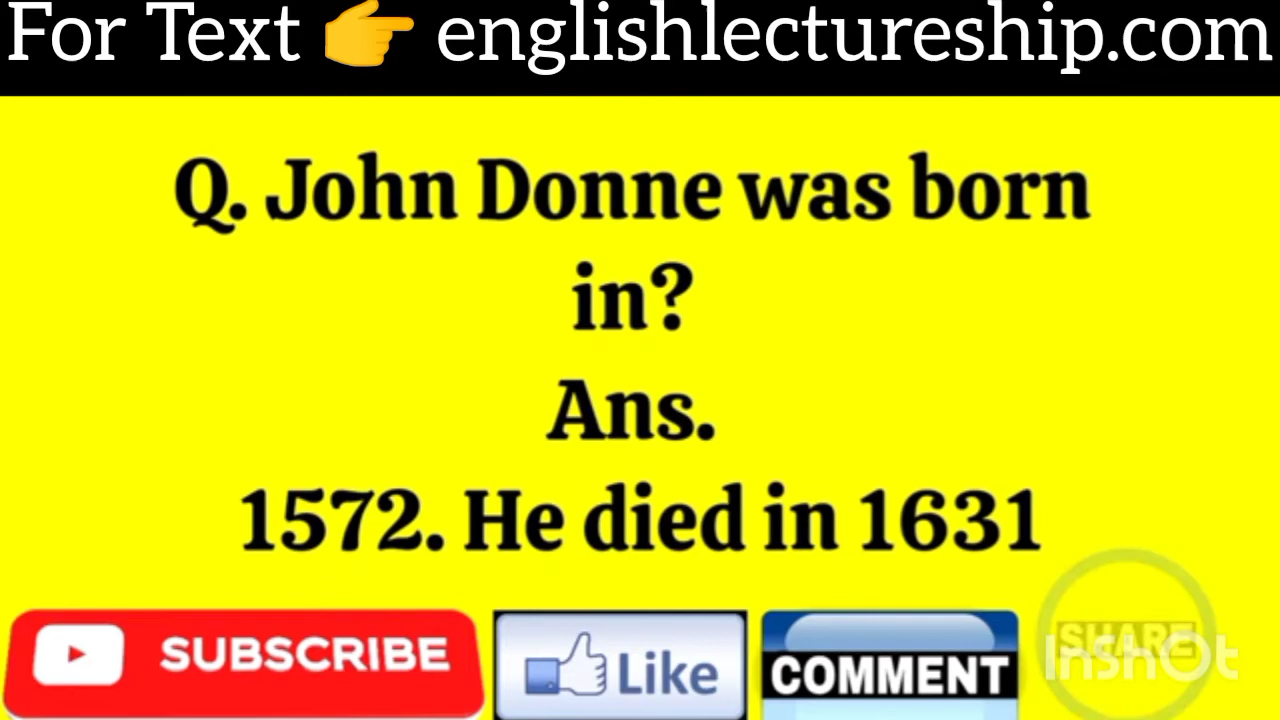 For Text 👉 englishlectureship.com
Q. John Donne was born
in?
Ans.
1572. He died in 1631
SUBSCRIBE
Like
COMMENT
SHARE
InshOt